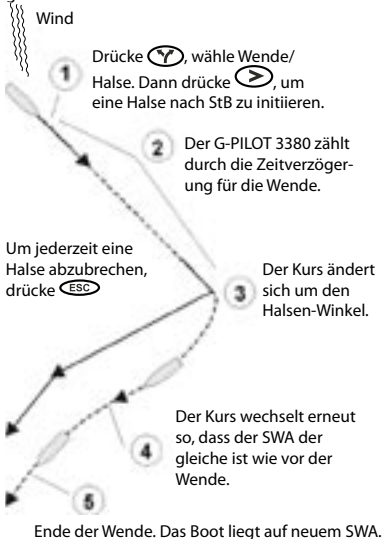 Wind
Drücke , wähle Wende/
Halse. Dann drücke >, um
eine Halse nach StB zu initiieren.
1
2
Der G-PILOT 3380 zählt
durch die Zeitverzöger-
ung für die Wende.
Um jederzeit eine
Halse abzubrechen,
drücke ESC
3
Der Kurs ändert
sich um den
Halsen-Winkel.
4
Der Kurs wechselt erneut
so, dass der SWA der
gleiche ist wie vor der
Wende.
5
Ende der Wende. Das Boot liegt auf neuem SWA.